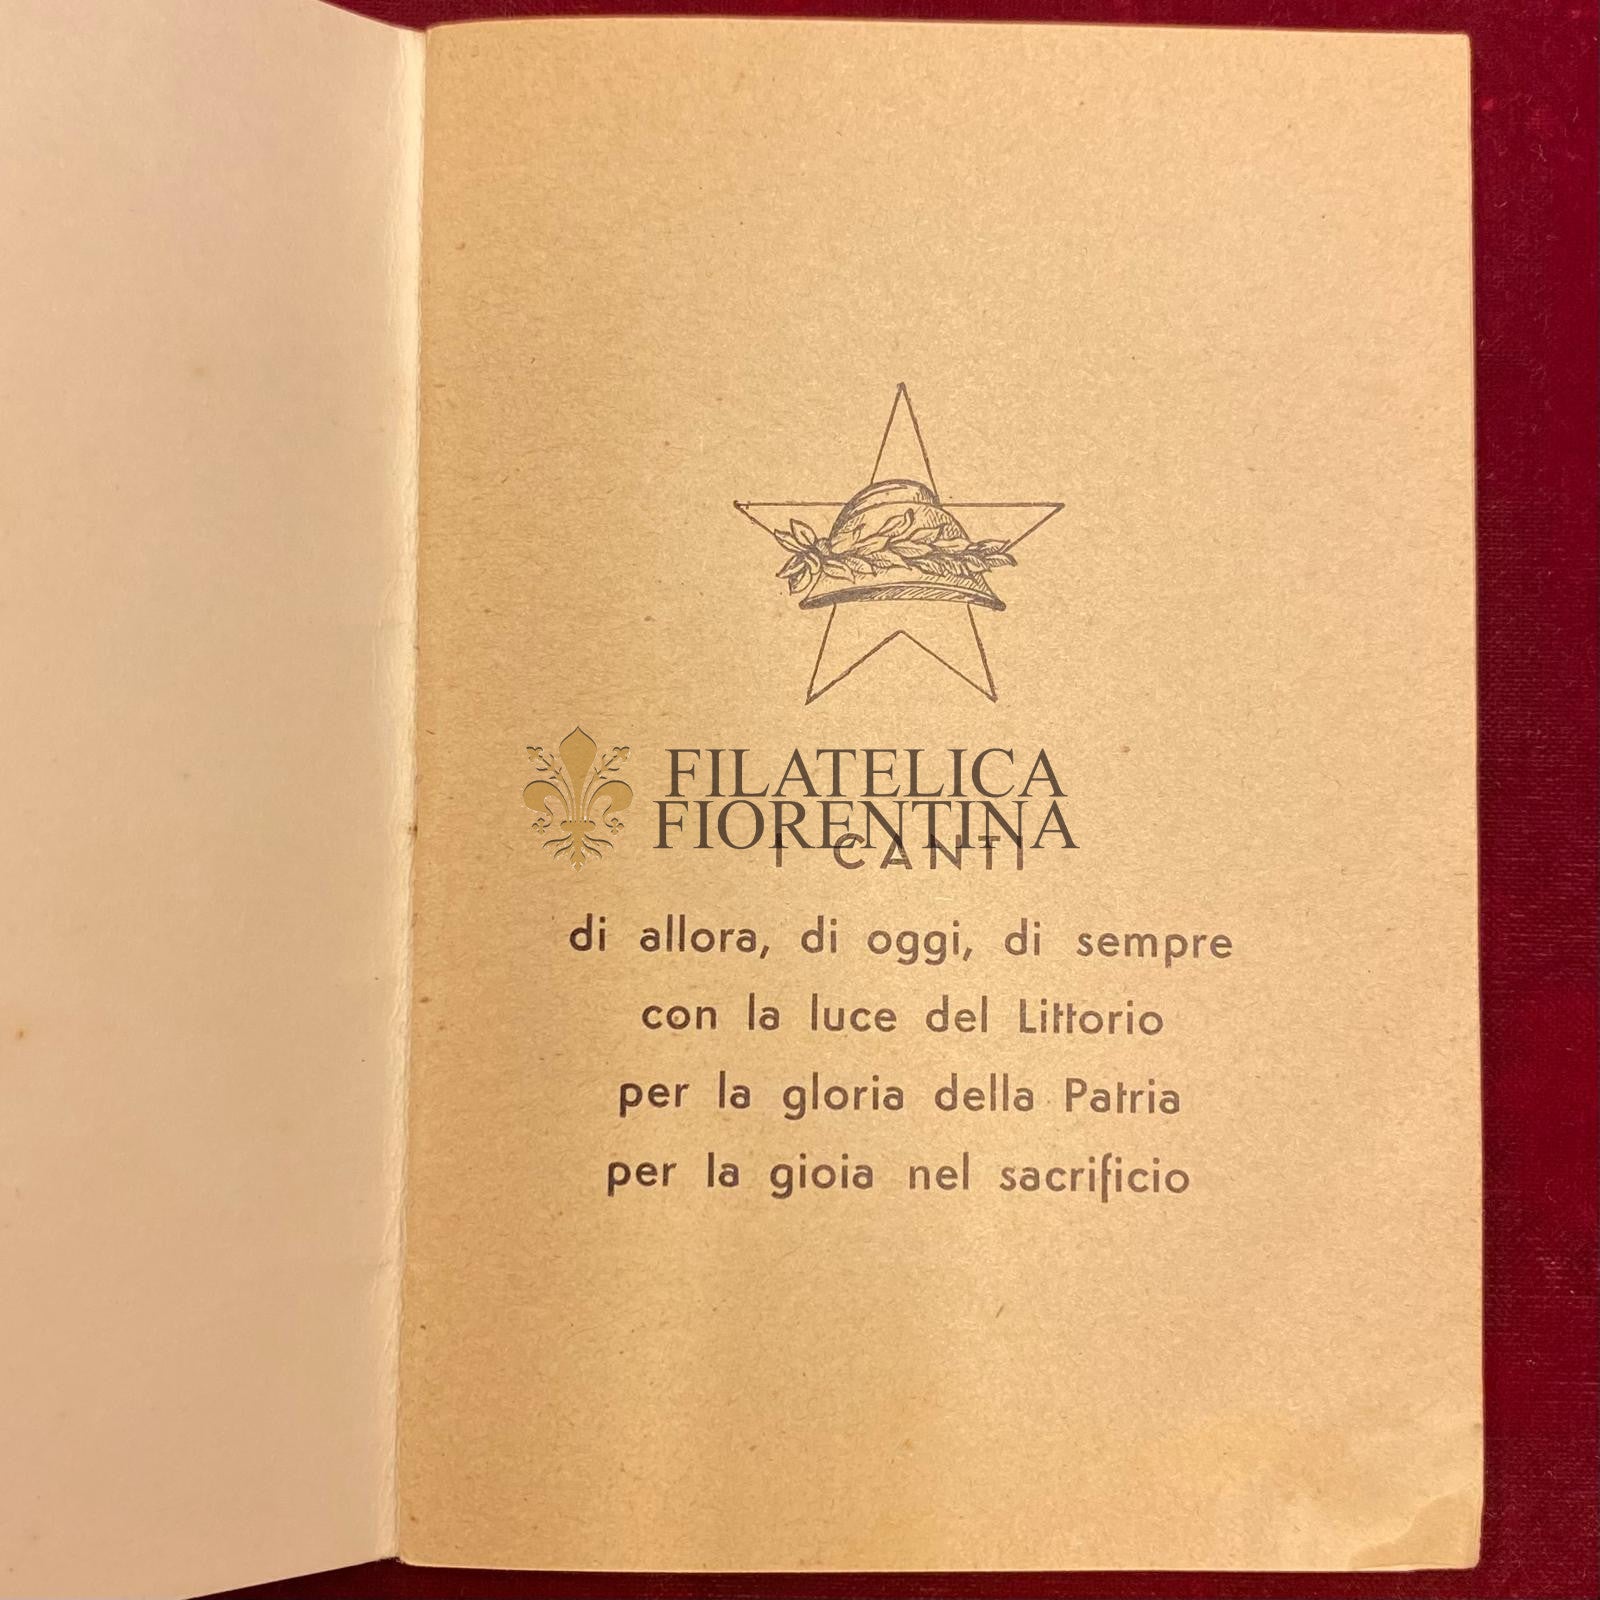 FILATELICA
FIORENTINA
I CANTI
di allora, di oggi, di sempre
con la luce del Littorio
per la gloria della Patria
per la gioia nel sacrificio